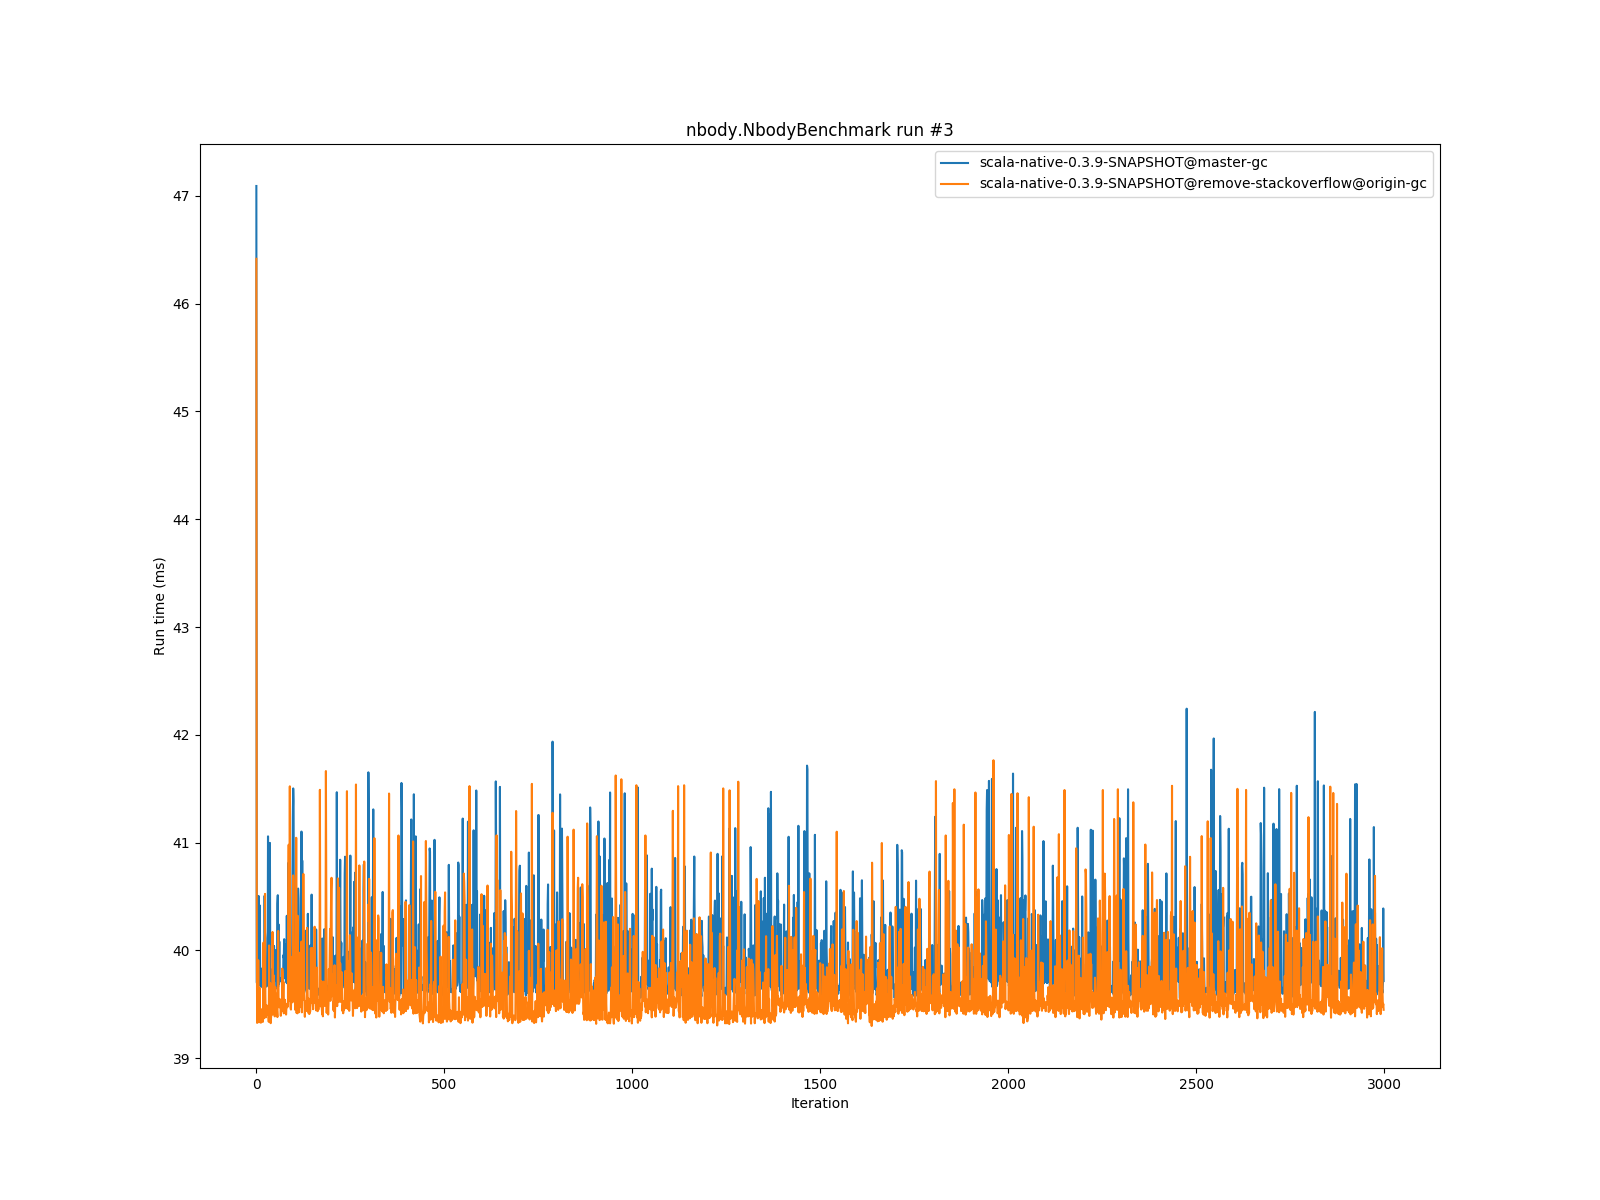 nbody.NbodyBenchmark run #3
scala-native-0.3.9-SNAPSHOT@master-gc
scala-native-0.3.9-SNAPSHOT@remove-stackoverflow@origin-gc
47
46
45
44
43
42
41
40
39
Run time (ms)
0 500 1000 1500 2000 2500 3000
Iteration